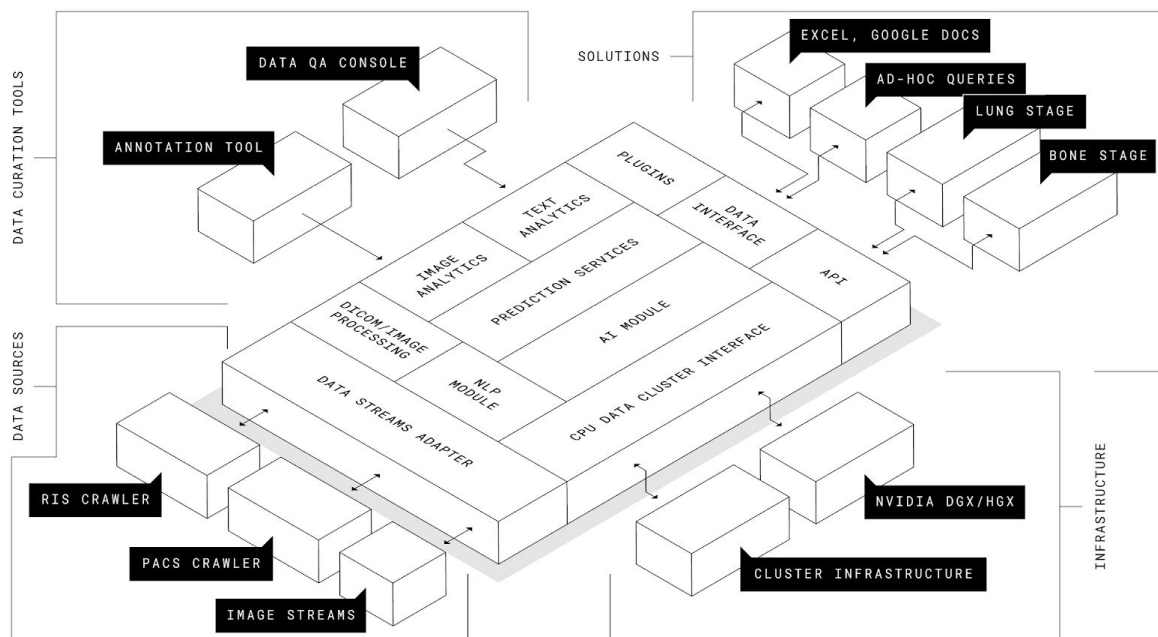 SOLUTIONS
EXCEL, GOOGLE DOCS
DATA QA CONSOLE
AD-HOC QUERIES
LUNG STAGE
ANNOTATION TOOL
BONE STAGE
DATA CURATION TOOLS
PLUGINS
TEXT
ANALYTICS
DATA
INTERFACE
IMAGE
ANALYTICS
PREDICTION SERVICES
API
DICOM/IMAGE
PROCESSING
AI MODULE
NLP
MODULE
CPU DATA CLUSTER INTERFACE
DATA STREAMS ADAPTER
DATA SOURCES
RIS CRAWLER
PACS CRAWLER
IMAGE STREAMS
NVIDIA DGX/HGX
CLUSTER INFRASTRUCTURE
INFRASTRUCTURE